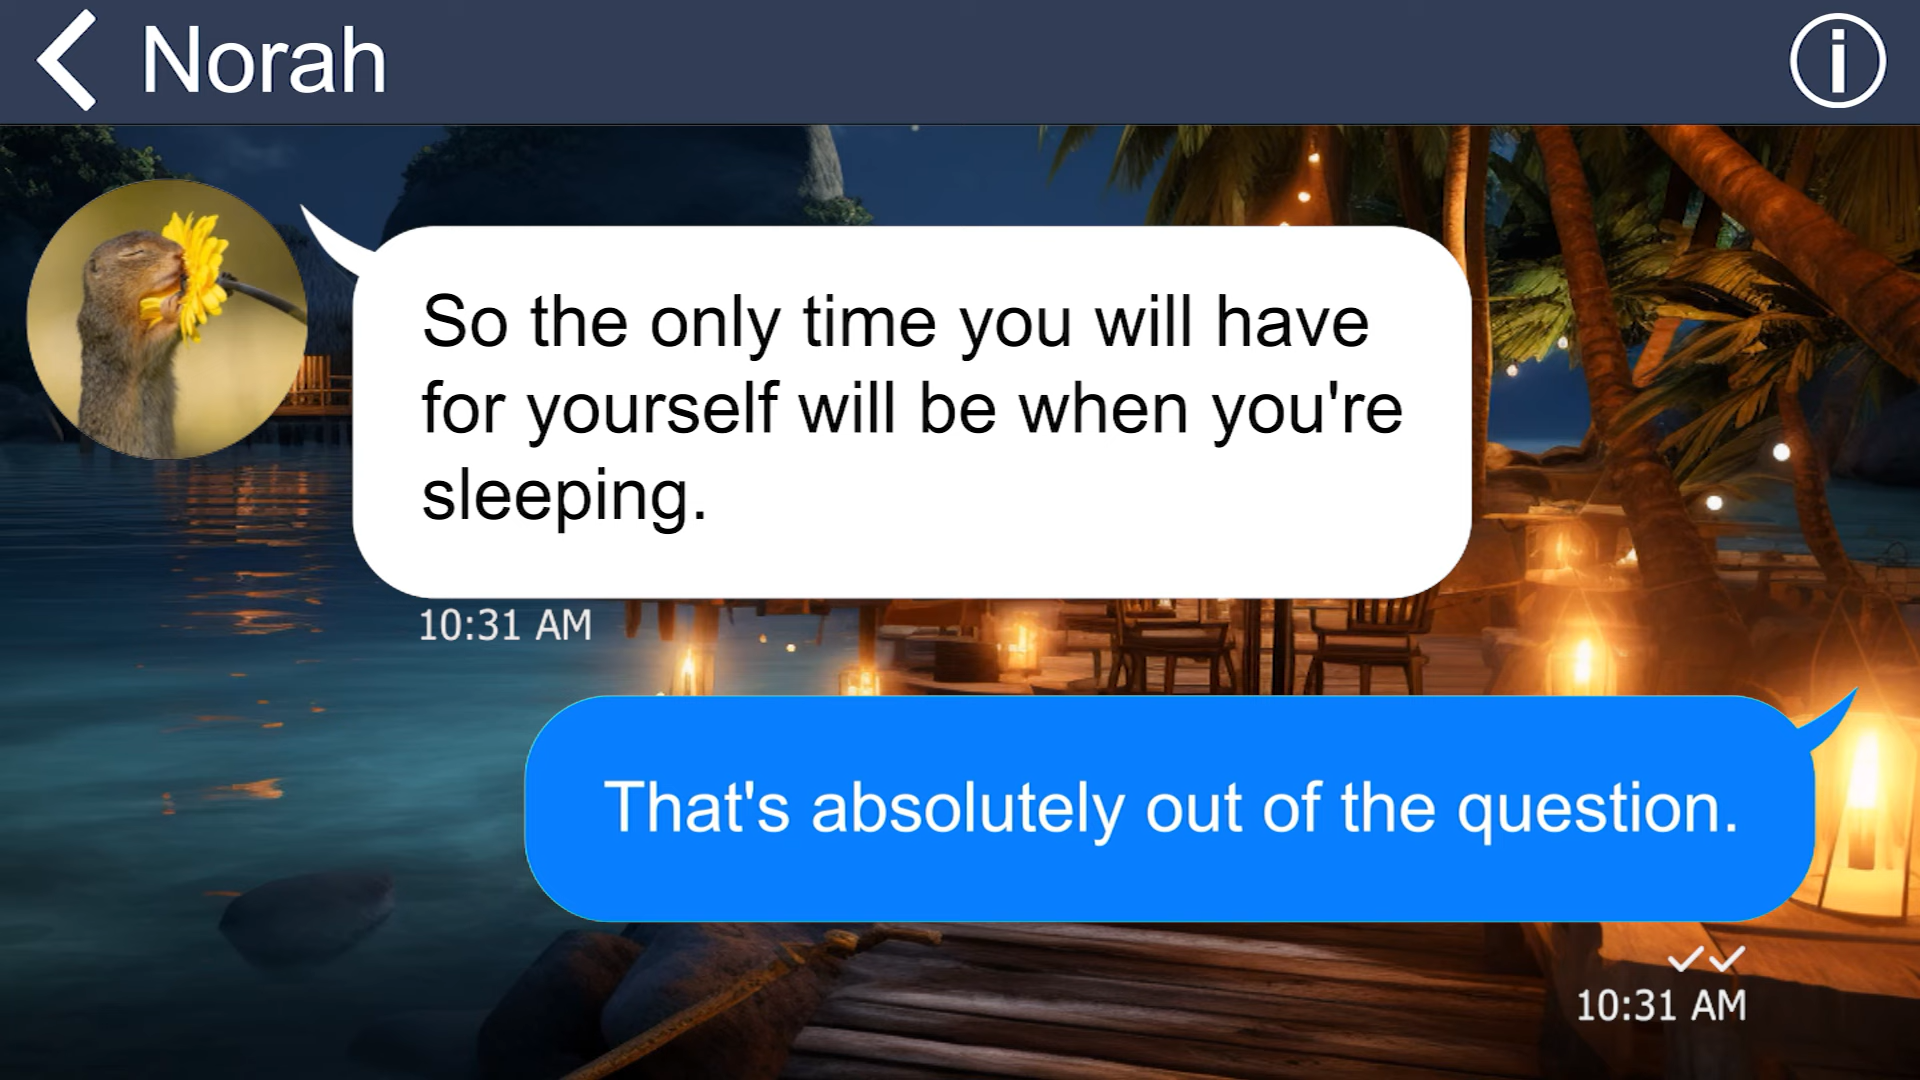 Norah
So the only time you will have
for yourself will be when you're
sleeping.
10:31 AM
That's absolutely out of the question.
10:31 AM